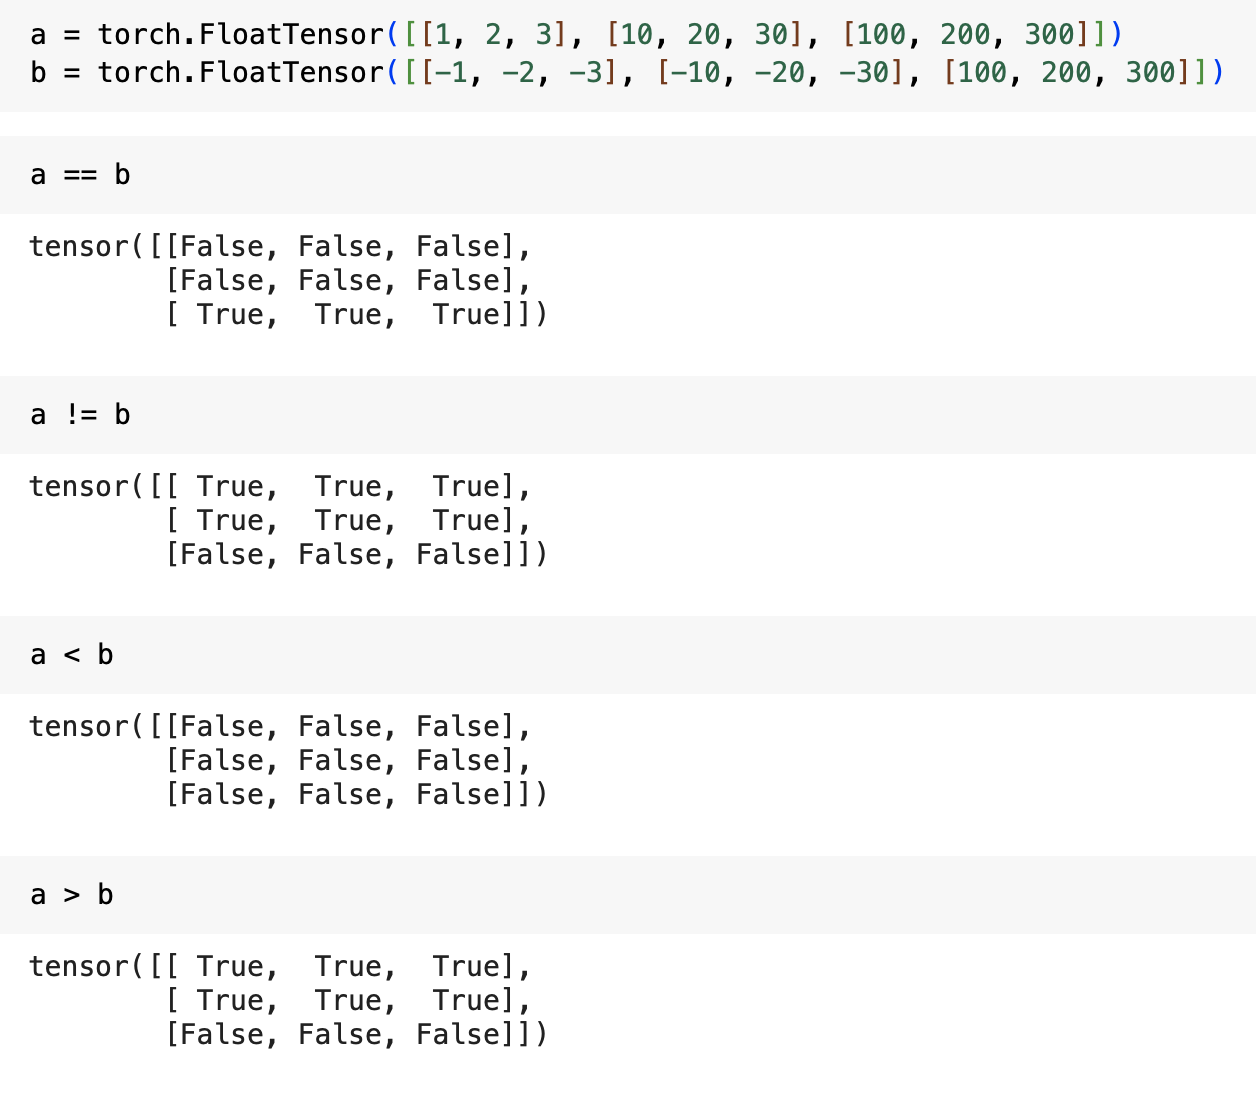 a = torch.FloatTensor([[1, 2, 3], [10, 20, 30], [100, 200, 300]])
b = torch.FloatTensor([[-1, -2, -3], [-10, -20, -30], [100, 200, 300]])
a == b
tensor([[False, False, False],
        [False, False, False],
        [ True,  True,  True]])
a != b
tensor([[ True,  True,  True],
        [ True,  True,  True],
        [False, False, False]])
a < b
tensor([[False, False, False],
        [False, False, False],
        [False, False, False]])
a > b
tensor([[ True,  True,  True],
        [ True,  True,  True],
        [False, False, False]])